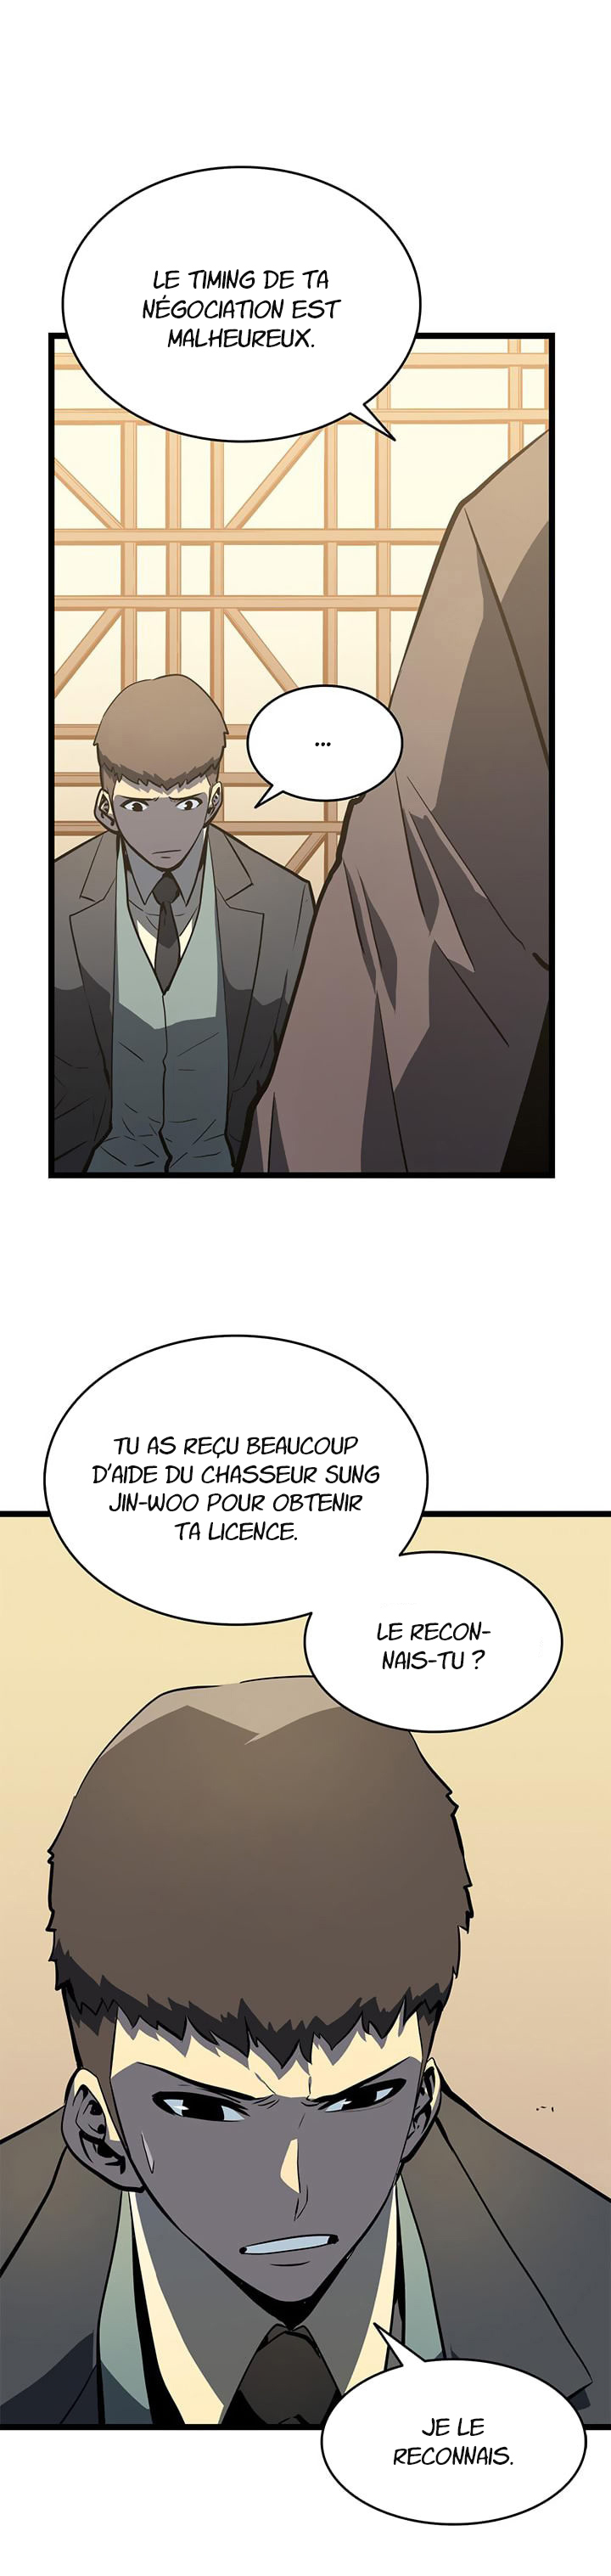 LE TIMING DE TA
NÉGOCIATION EST
MALHEUREUX.
...
TU AS REÇU BEAUCOUP
D'AIDE DU CHASSEUR SUNG
JIN-WOO POUR OBTENIR
TA LICENCE.
LE RECON-
NAIS-TU ?
JE LE
RECONNAIS.